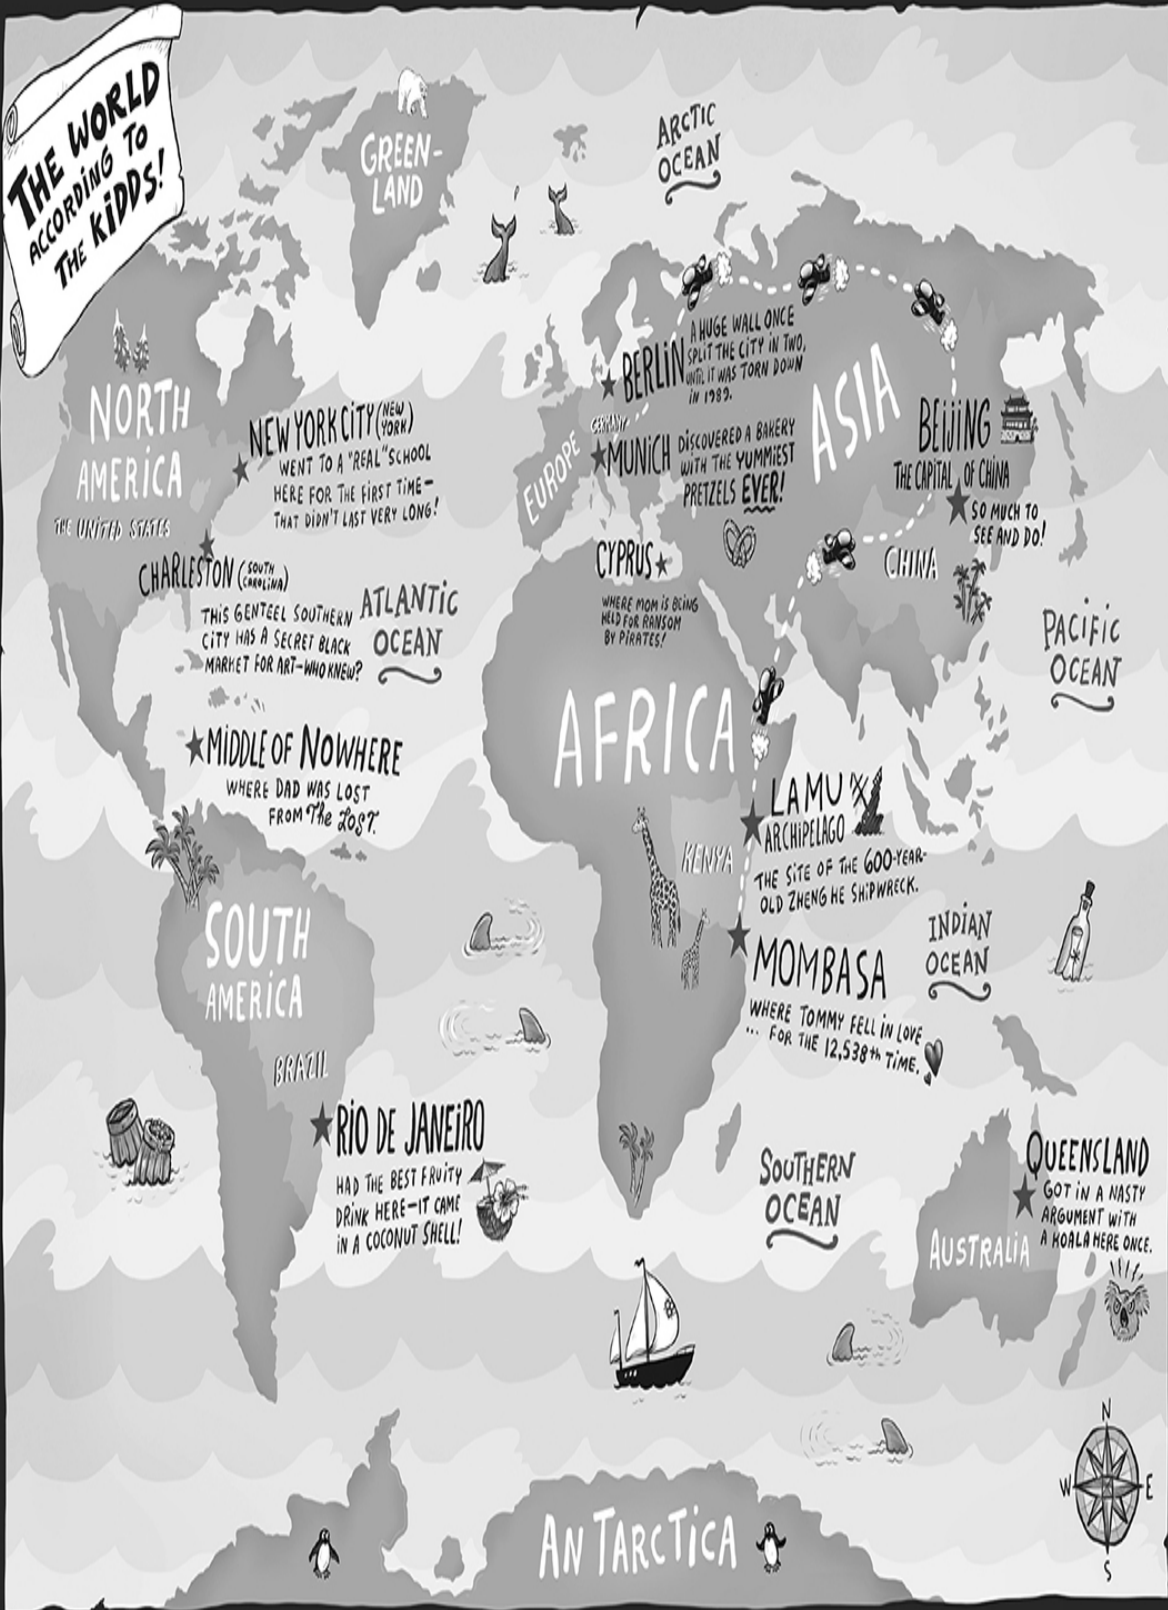 THE WORLD
ACCORDING TO
THE KIDDS!
ARCTIC
OCEAN
GREEN-
LAND
NORTH
AMERICA
THE UNITED STATES
NEW YORK CITY (NEW YORK)
WENT TO A "REAL" SCHOOL
HERE FOR THE FIRST TIME–
THAT DIDN'T LAST VERY LONG!
CHARLESTON (SOUTH CAROLINA)
THIS GENTEEL SOUTHERN
CITY HAS A SECRET BLACK
MARKET FOR ART–WHO KNEW?
ATLANTIC
OCEAN
MIDDLE OF NOWHERE
WHERE DAD WAS LOST
FROM The LOST.
EUROPE
BERLIN
A HUGE WALL ONCE
SPLIT THE CITY IN TWO,
UNTIL IT WAS TORN DOWN
IN 1989.
GERMANY
MUNICH
DISCOVERED A BAKERY
WITH THE YUMMIEST
PRETZELS EVER!
CYPRUS
WHERE MOM IS BEING
HELD FOR RANSOM
BY PIRATES!
ASIA
BEIJING
THE CAPITAL OF CHINA
SO MUCH TO
SEE AND DO!
CHINA
PACIFIC
OCEAN
AFRICA
KENYA
LAMU
ARCHIPELAGO
THE SITE OF THE 600-YEAR-
OLD ZHENG HE SHIPWRECK.
MOMBASA
WHERE TOMMY FELL IN LOVE
... FOR THE 12,538th TIME.
INDIAN
OCEAN
SOUTH
AMERICA
BRAZIL
RIO DE JANEIRO
HAD THE BEST FRUITY
DRINK HERE–IT CAME
IN A COCONUT SHELL!
SOUTHERN
OCEAN
QUEENSLAND
GOT IN A NASTY
ARGUMENT WITH
A KOALA HERE ONCE.
AUSTRALIA
N
W E
S
ANTARCTICA